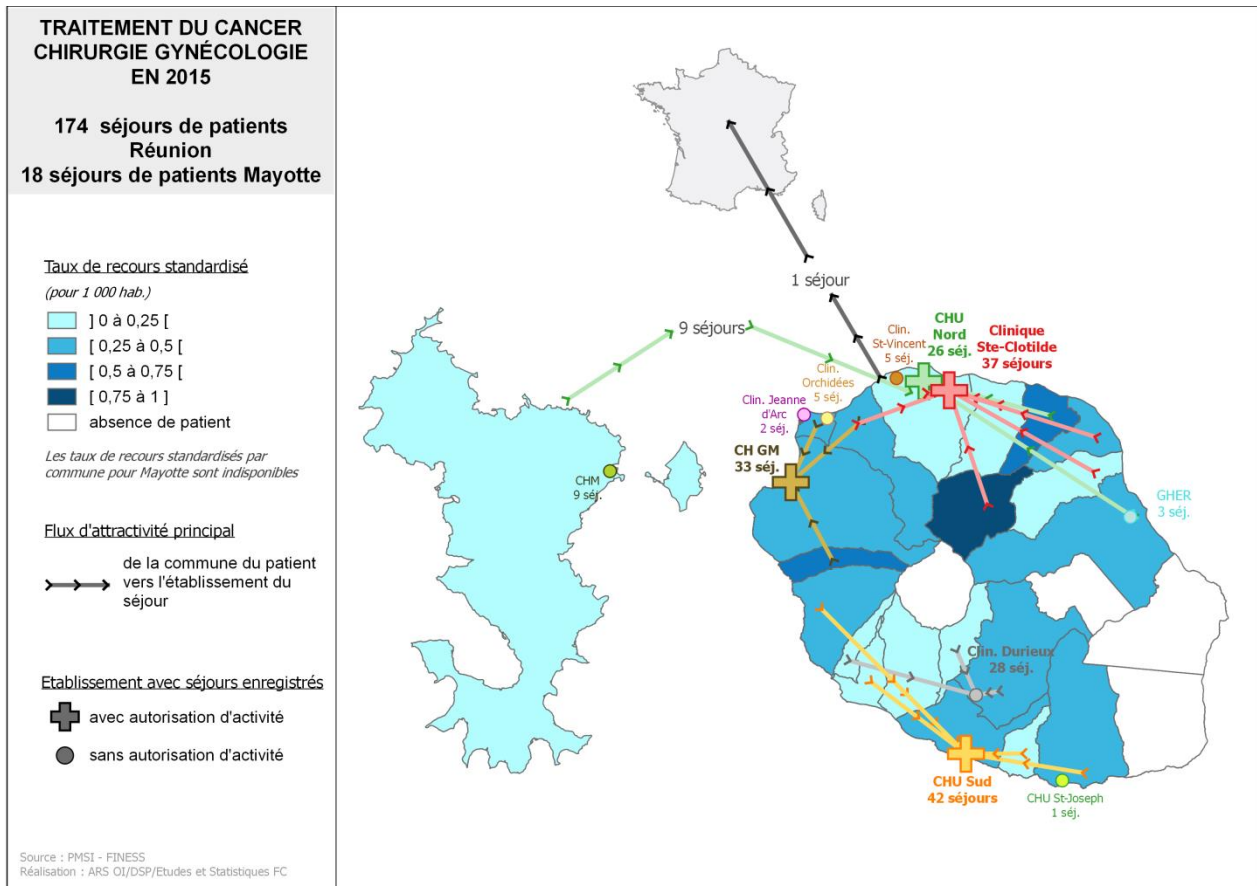 TRAITEMENT DU CANCER
CHIRURGIE GYNÉCOLOGIE
EN 2015
174 séjours de patients
Réunion
18 séjours de patients Mayotte
Taux de recours standardisé
(pour 1 000 hab.)
] 0 à 0,25 [
[ 0,25 à 0,5 [
[ 0,5 à 0,75 [
[ 0,75 à 1 ]
absence de patient
Les taux de recours standardisés par
commune pour Mayotte sont indisponibles
Flux d'attractivité principal
de la commune du patient
vers l'établissement du
séjour
Etablissement avec séjours enregistrés
avec autorisation d'activité
sans autorisation d'activité
Source : PMSI - FINESS
Réalisation : ARS OI/DSP/Etudes et Statistiques FC
1 séjour
9 séjours
Clin.
St-Vincent
5 séj.
CHU
Nord
26 séj.
Clinique
Ste-Clotilde
37 séjours
Clin.
Orchidées
5 séj.
Clin. Jeanne
d'Arc
2 séj.
CH GM
33 séj.
CHM
9 séj.
GHER
3 séj.
Clin. Durieux
28 séj.
CHU Sud
42 séjours
CHU St-Joseph
1 séj.